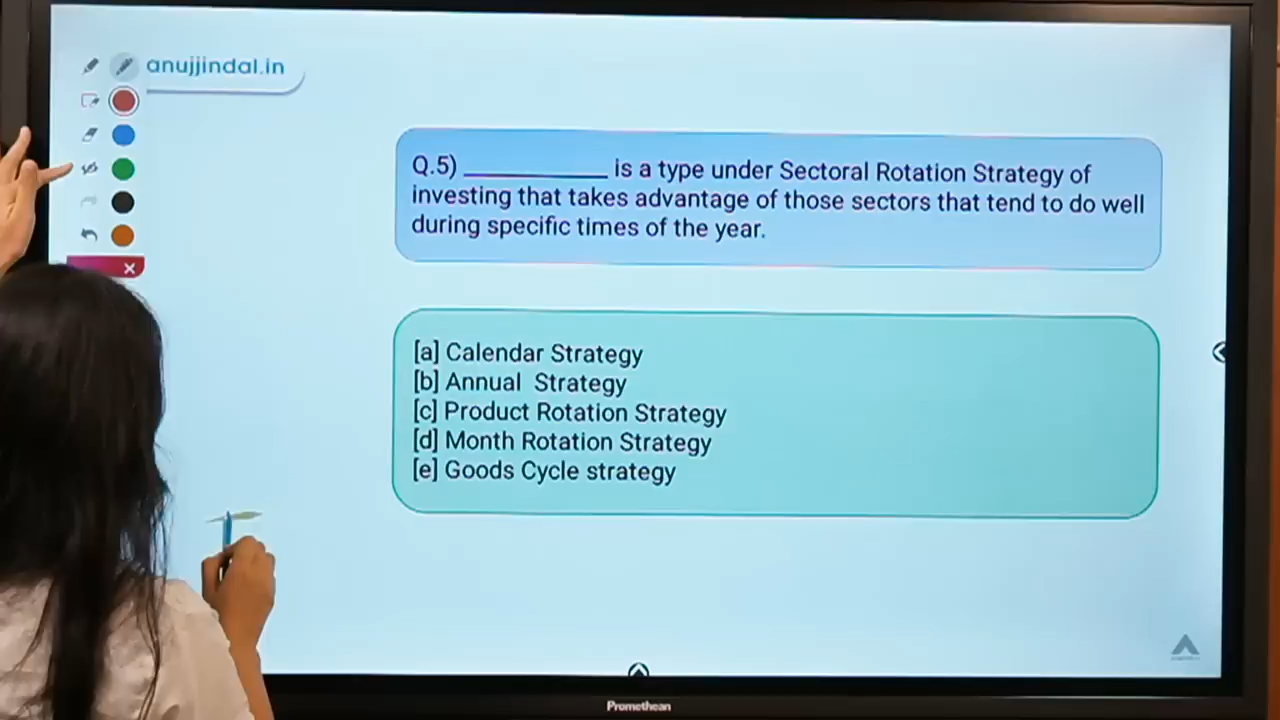 anujjindal.in
Q.5) __________ is a type under Sectoral Rotation Strategy of
investing that takes advantage of those sectors that tend to do well
during specific times of the year.
[a] Calendar Strategy
[b] Annual Strategy
[c] Product Rotation Strategy
[d] Month Rotation Strategy
[e] Goods Cycle strategy
Promethean